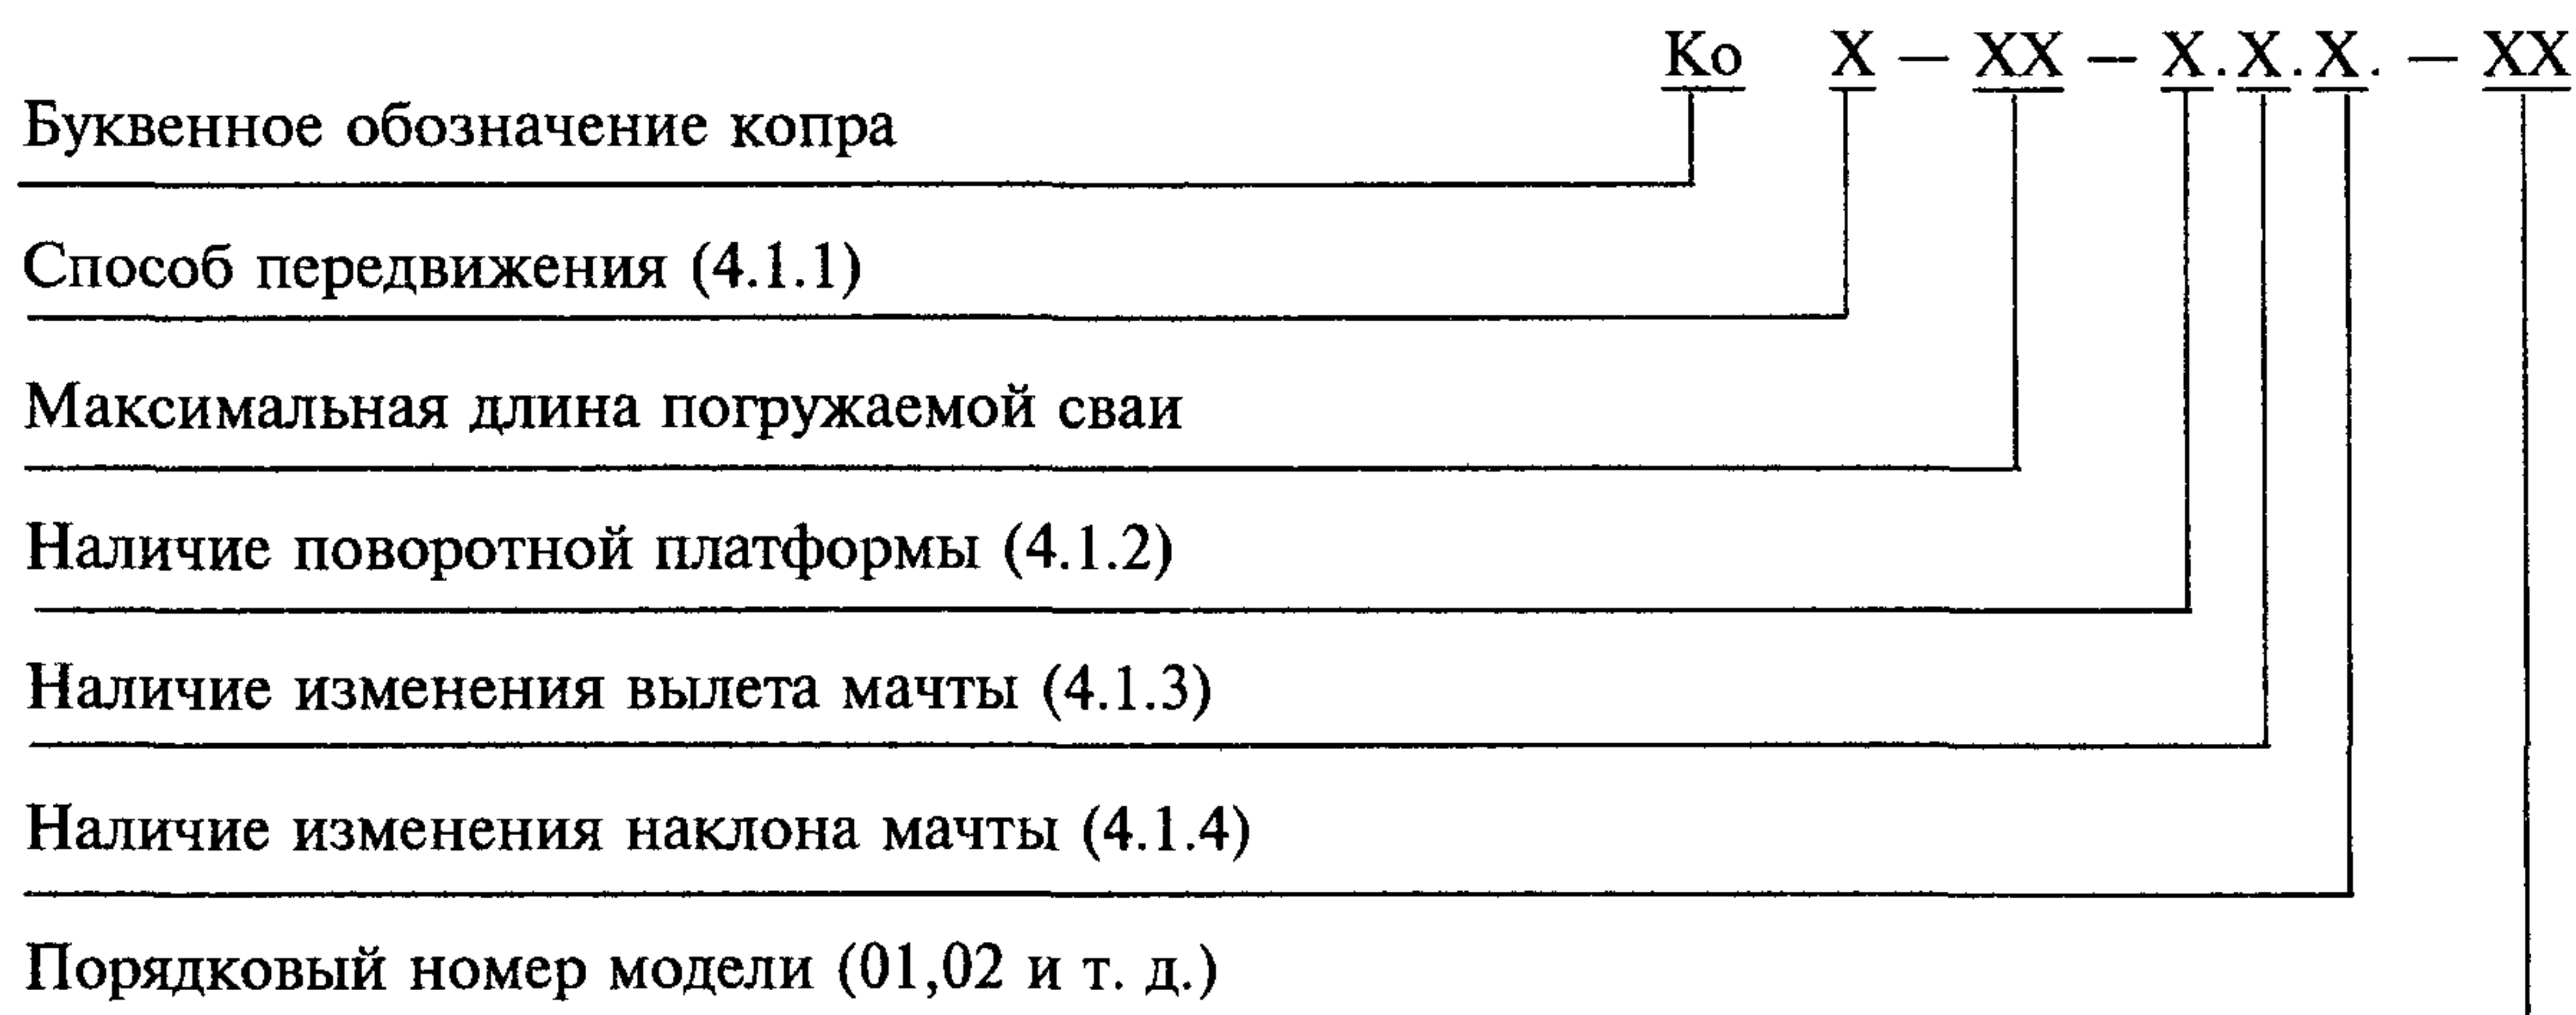 Ко X — XX — X.X.X. — XX
Буквенное обозначение копра
Способ передвижения (4.1.1)
Максимальная длина погружаемой сваи
Наличие поворотной платформы (4.1.2)
Наличие изменения вылета мачты (4.1.3)
Наличие изменения наклона мачты (4.1.4)
Порядковый номер модели (01,02 и т. д.)